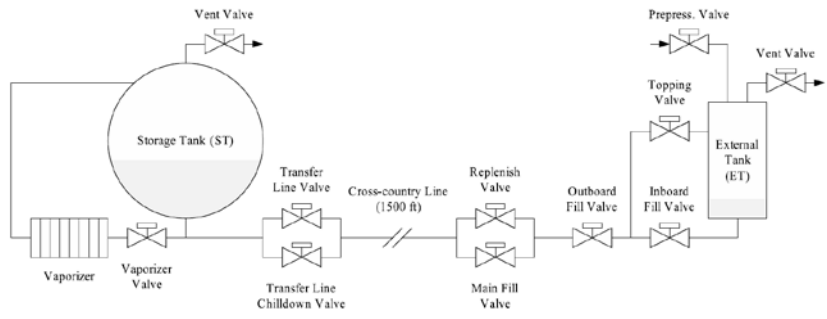 Vent Valve
Prepress. Valve
Vent Valve
Topping
Valve
Storage Tank (ST)
External
Tank
(ET)
Transfer
Line Valve
Cross-country Line
(1500 ft)
Replenish
Valve
Outboard
Fill Valve
Inboard
Fill Valve
Vaporizer
Vaporizer
Valve
Transfer Line
Chilldown Valve
Main Fill
Valve